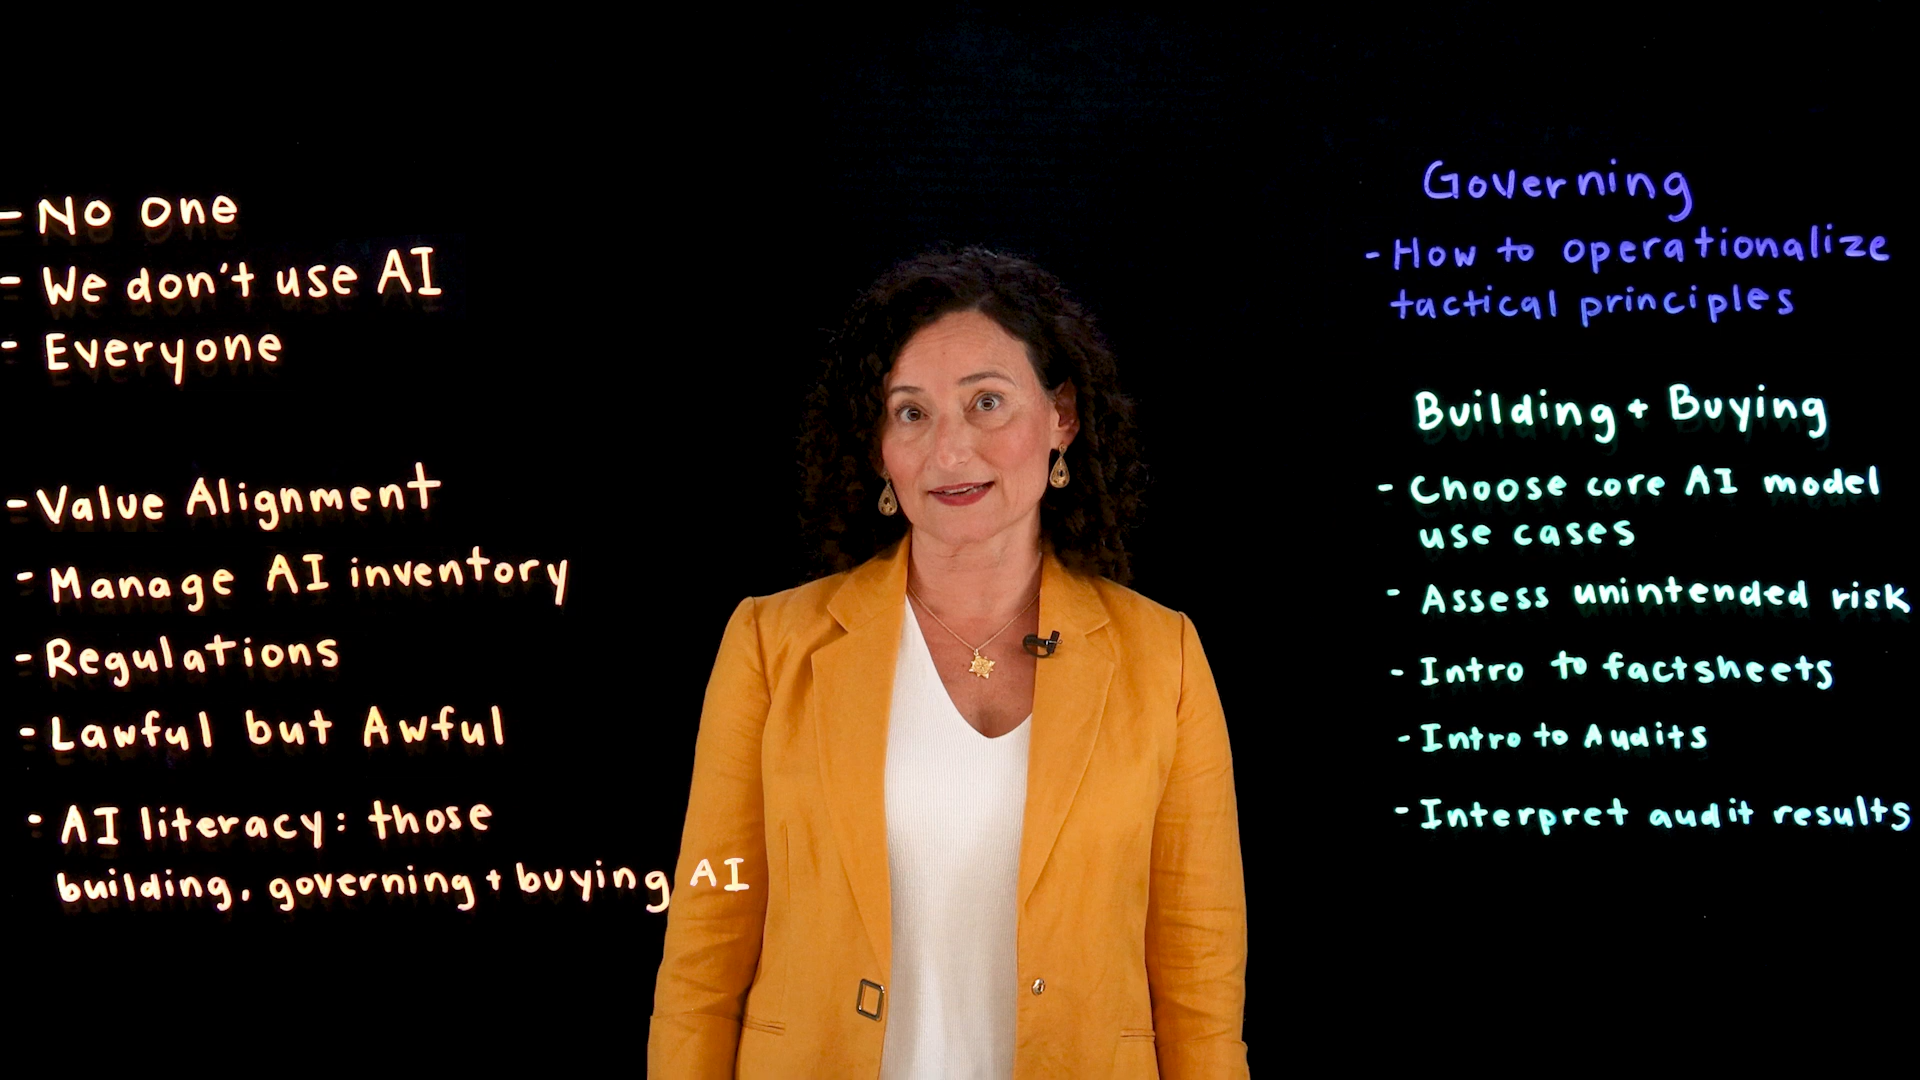 - No one
- We don't use AI
- Everyone
- Value Alignment
- Manage AI inventory
- Regulations
- Lawful but Awful
- AI literacy: those
building, governing + buying AI
Governing
- How to operationalize
tactical principles
Building + Buying
- Choose core AI model
use cases
- Assess unintended risk
- Intro to factsheets
- Intro to Audits
- Interpret audit results